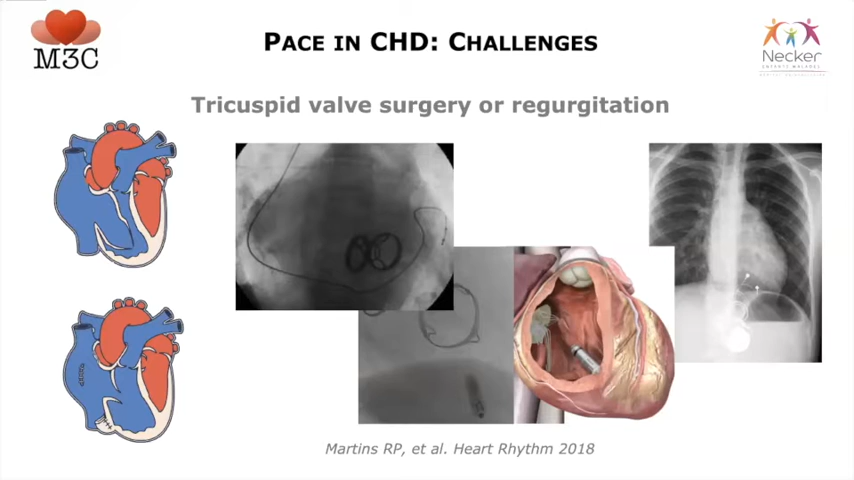 M3C
PACE IN CHD: CHALLENGES
Necker
Tricuspid valve surgery or regurgitation
Martins RP, et al. Heart Rhythm 2018